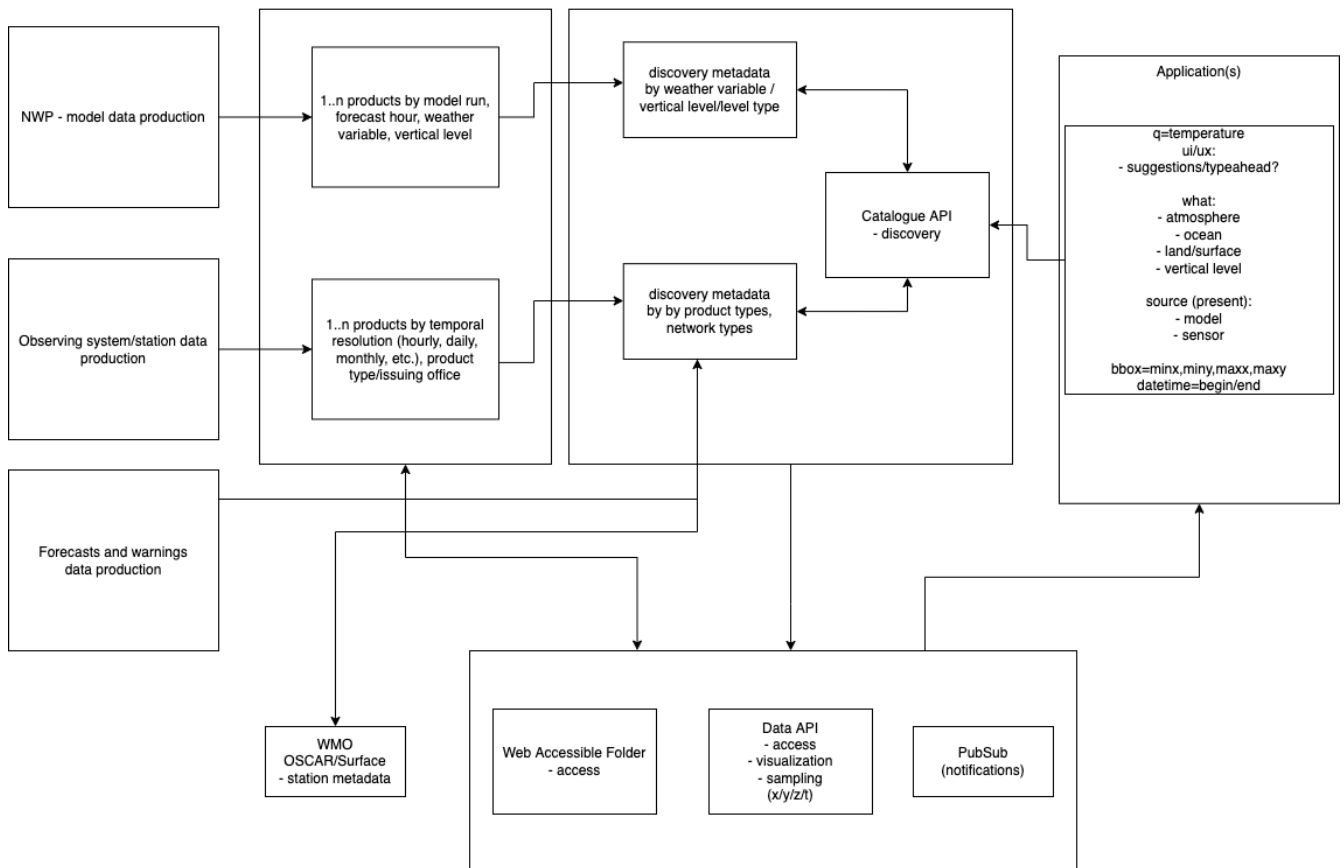 NWP - model data production
1..n products by model run,
forecast hour, weather
variable, vertical level
discovery metadata
by weather variable /
vertical level/level type
Catalogue API
- discovery
Application(s)
q=temperature
ui/ux:
- suggestions/typeahead?
what:
- atmosphere
- ocean
- land/surface
- vertical level
source (present):
- model
- sensor
bbox=minx,miny,maxx,maxy
datetime=begin/end
Observing system/station data
production
1..n products by temporal
resolution (hourly, daily,
monthly, etc.), product
type/issuing office
discovery metadata
by by product types,
network types
Forecasts and warnings
data production
WMO
OSCAR/Surface
- station metadata
Web Accessible Folder
- access
Data API
- access
- visualization
- sampling
(x/y/z/t)
PubSub
(notifications)